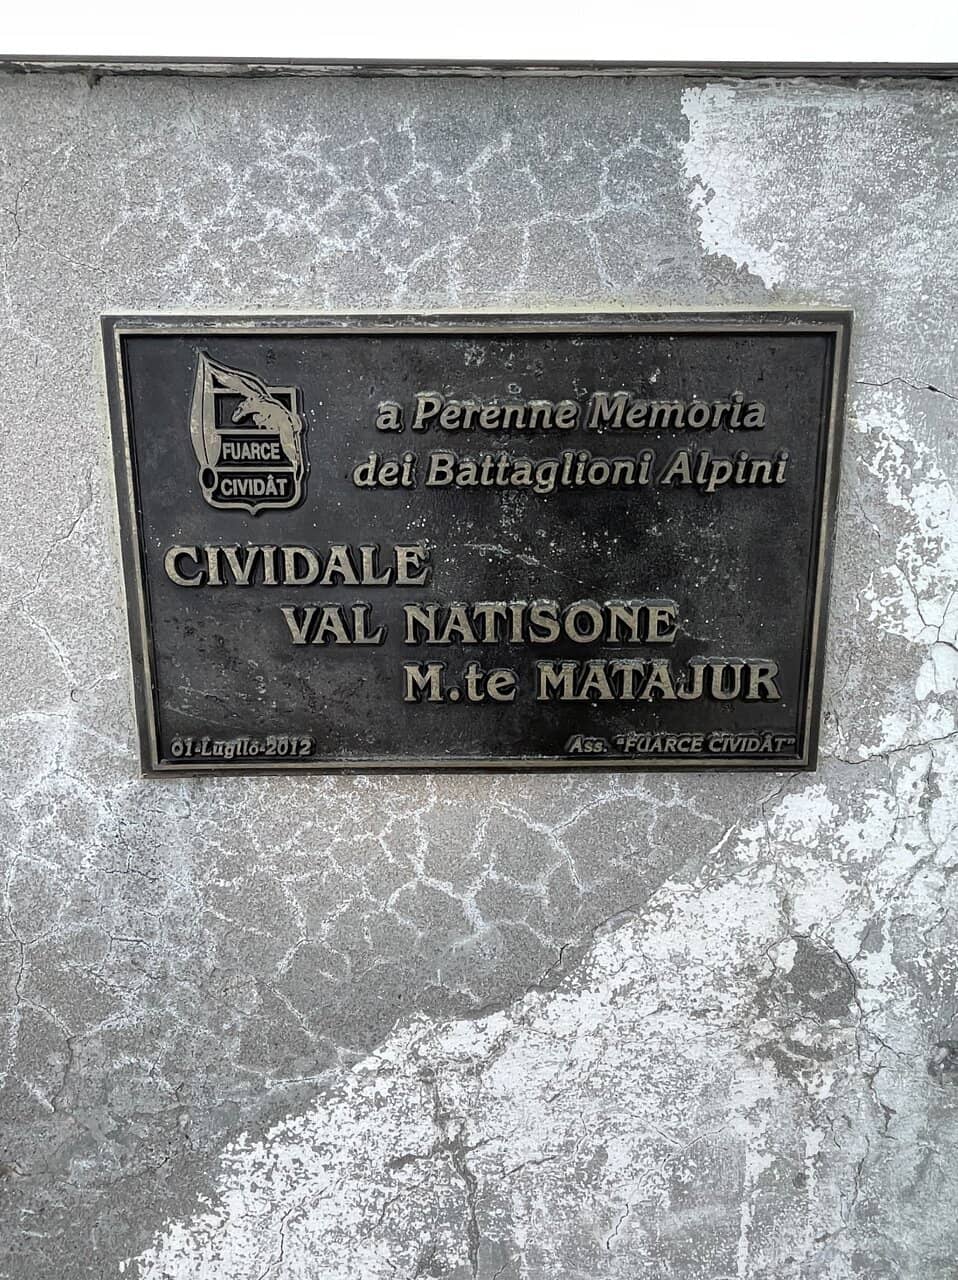 FUARCE
CIVIDÂT
a Perenne Memoria
dei Battaglioni Alpini
CIVIDALE
VAL NATISONE
M.te MATAJUR
01-Luglio-2012
Ass. "FUARCE CIVIDÂT"